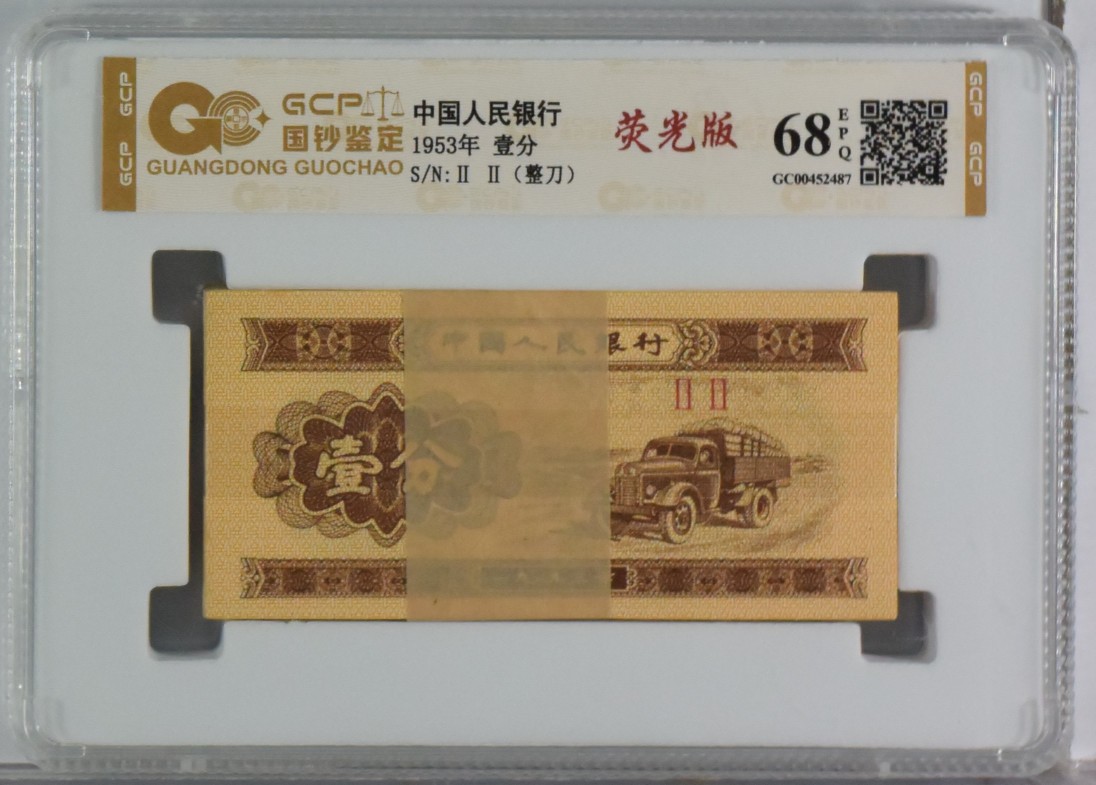 GCP
GCP
GCP
国钞鉴定
GUANGDONG GUOCHAO
中国人民银行
1953年 壹分
S/N:Ⅱ Ⅱ（整刀）
荧光版
68
EPQ
GC00452487
GCP
GCP
中国人民银行
ⅡⅡ
壹分